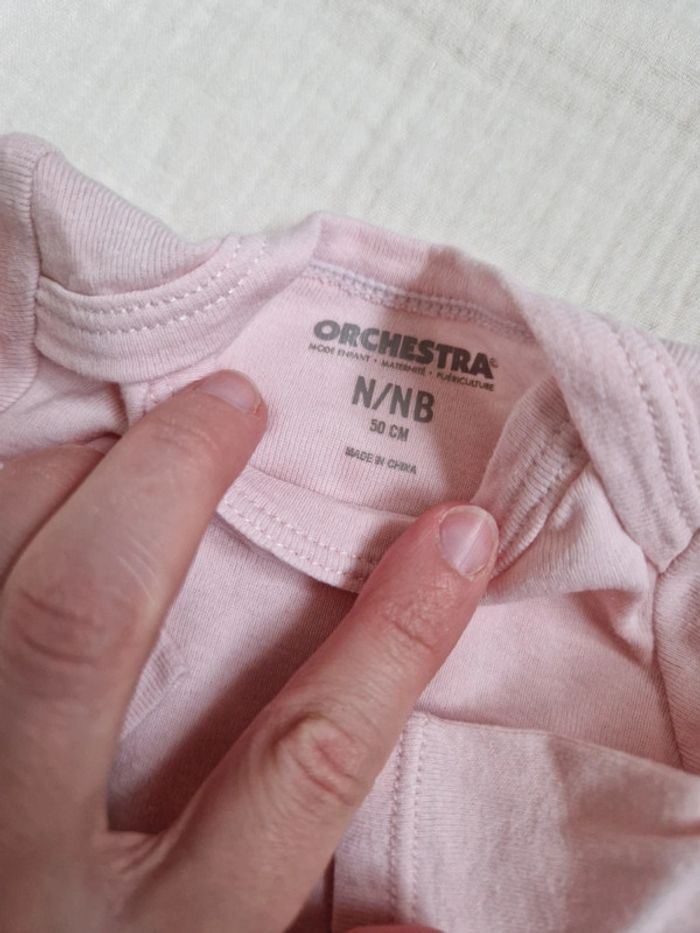 ORCHESTRA®
MODE ENFANT • MATERNITÉ • PUÉRICULTURE
N/NB
50 CM
MADE IN CHINA